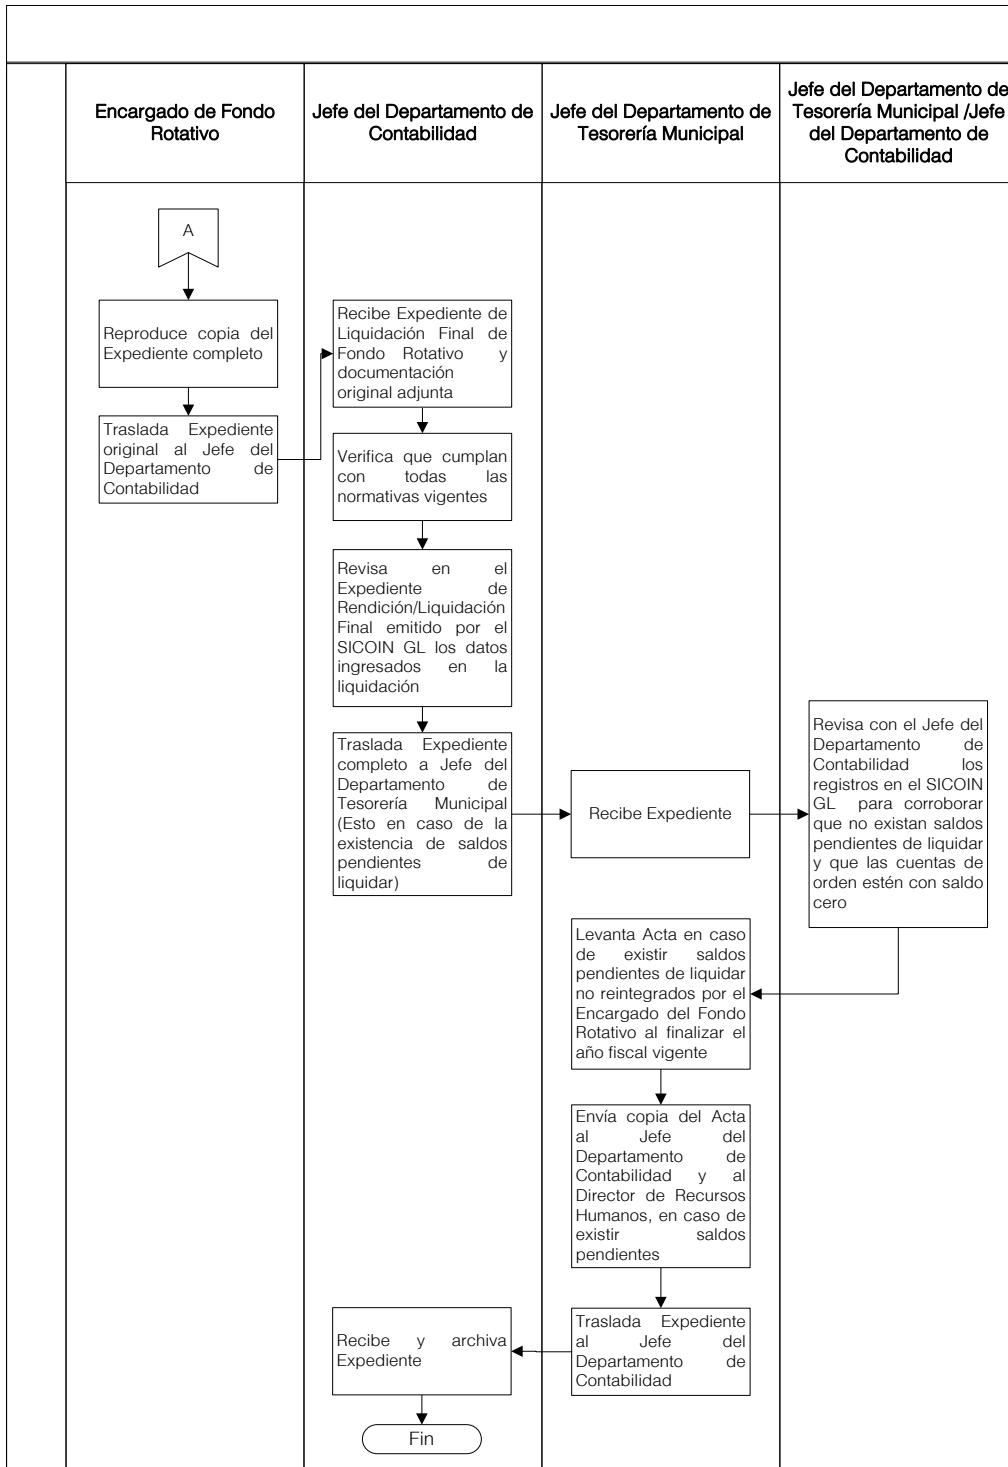 Encargado de Fondo
Rotativo
Jefe del Departamento de
Contabilidad
Jefe del Departamento de
Tesorería Municipal
Jefe del Departamento de
Tesorería Municipal /Jefe
del Departamento de
Contabilidad
A
Reproduce copia del
Expediente completo
Traslada Expediente
original al Jefe del
Departamento de
Contabilidad
Recibe Expediente de
Liquidación Final de
Fondo Rotativo y
documentación
original adjunta
Verifica que cumplan
con todas las
normativas vigentes
Revisa en el
Expediente de
Rendición/Liquidación
Final emitido por el
SICOIN GL los datos
ingresados en la
liquidación
Traslada Expediente
completo a Jefe del
Departamento de
Tesorería Municipal
(Esto en caso de la
existencia de saldos
pendientes de
liquidar)
Recibe Expediente
Revisa con el Jefe del
Departamento de
Contabilidad los
registros en el SICOIN
GL para corroborar
que no existan saldos
pendientes de liquidar
y que las cuentas de
orden estén con saldo
cero
Levanta Acta en caso
de existir saldos
pendientes de liquidar
no reintegrados por el
Encargado del Fondo
Rotativo al finalizar el
año fiscal vigente
Envía copia del Acta
al Jefe del
Departamento de
Contabilidad y al
Director de Recursos
Humanos, en caso de
existir saldos
pendientes
Traslada Expediente
al Jefe del
Departamento de
Contabilidad
Recibe y archiva
Expediente
Fin